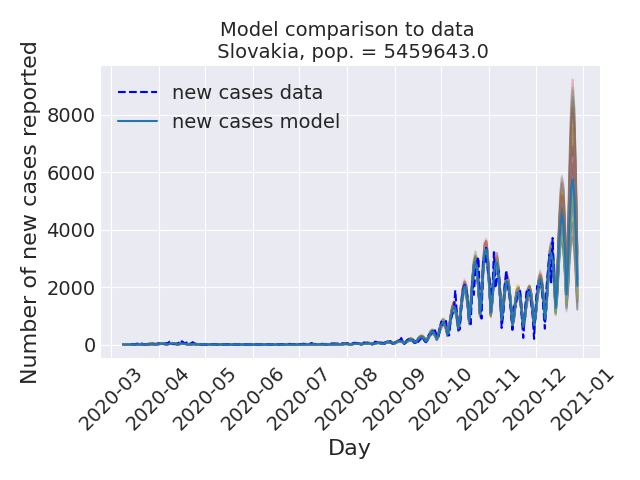 Model comparison to data
Slovakia, pop. = 5459643.0
Number of new cases reported
new cases data
new cases model
8000
6000
4000
2000
0
2020-03
2020-04
2020-05
2020-06
2020-07
2020-08
2020-09
2020-10
2020-11
2020-12
2021-01
Day